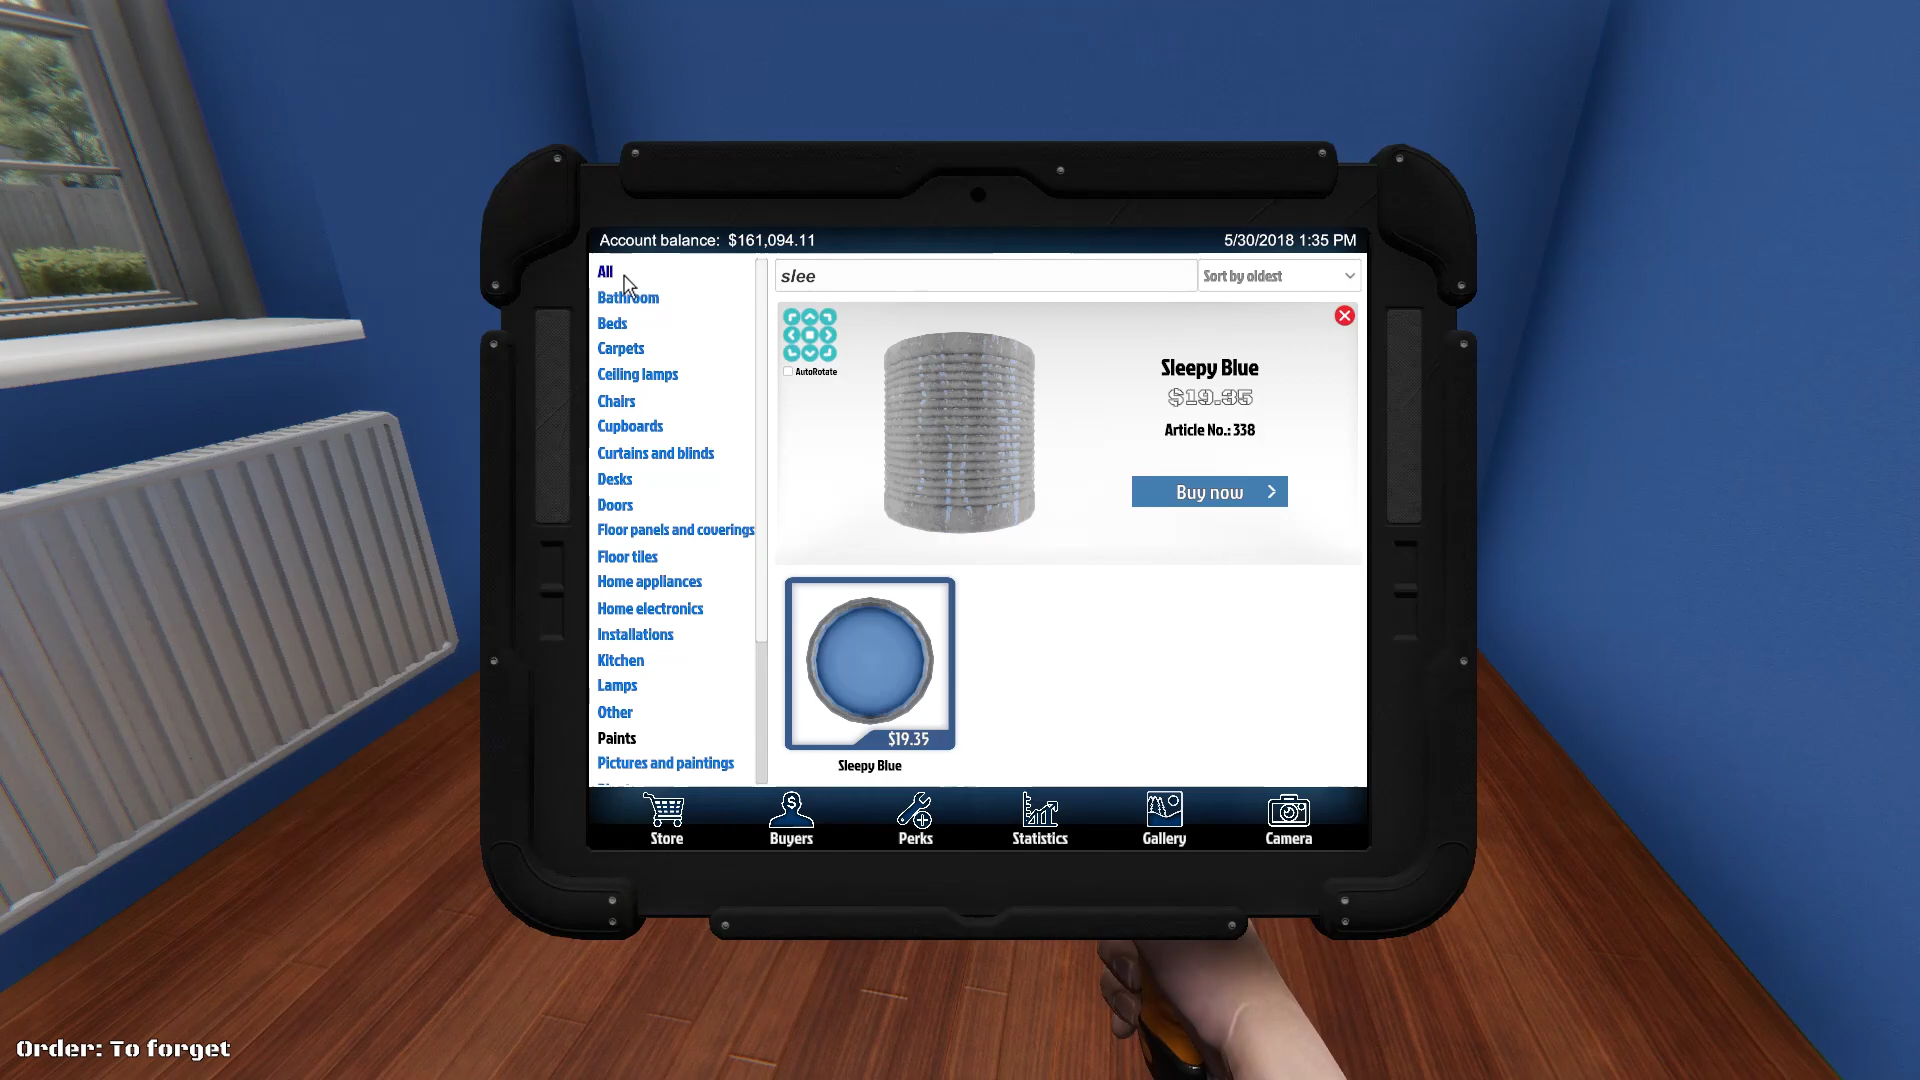 Account balance: $161,094.11
5/30/2018 1:35 PM
All
Bathroom
Beds
Carpets
Ceiling lamps
Chairs
Cupboards
Curtains and blinds
Desks
Doors
Floor panels and coverings
Floor tiles
Home appliances
Home electronics
Installations
Kitchen
Lamps
Other
Paints
Pictures and paintings
slee
Sort by oldest
AutoRotate
Sleepy Blue
$19.35
Article No.: 338
Buy now
$19.35
Sleepy Blue
Store
Buyers
Perks
Statistics
Gallery
Camera
Order: To forget